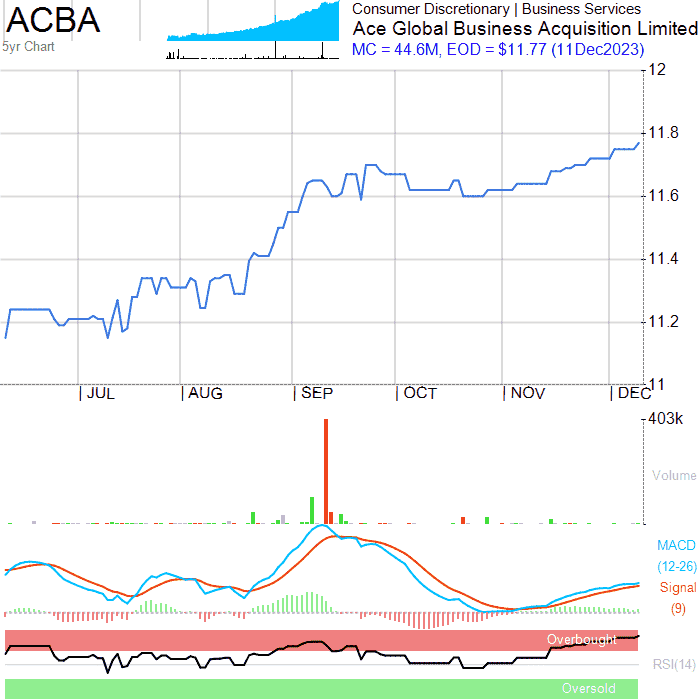 ACBA
5yr Chart
Consumer Discretionary | Business Services
Ace Global Business Acquisition Limited
MC = 44.6M, EOD = $11.77 (11Dec2023)
12
11.8
11.6
11.4
11.2
11
| JUL | AUG | SEP | OCT | NOV | DEC
403k
Volume
MACD
(12-26)
Signal
(9)
Overbought
RSI(14)
Oversold